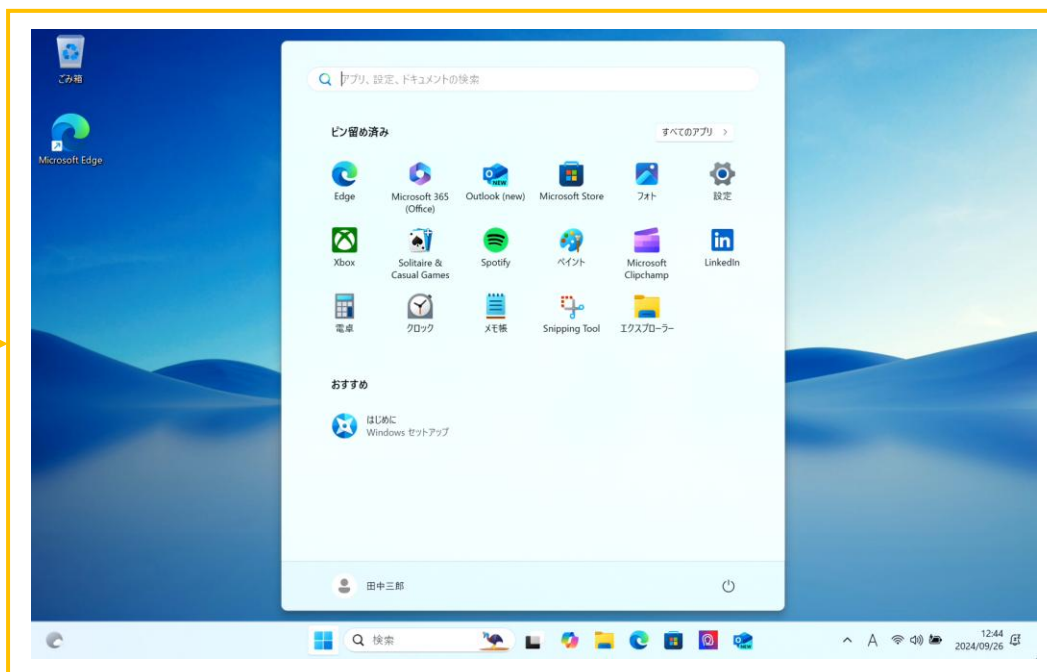 ごみ箱
Microsoft Edge
アプリ、設定、ドキュメントの検索
ピン留め済み
すべてのアプリ >
Edge
Microsoft 365
(Office)
Outlook (new)
Microsoft Store
フォト
設定
Xbox
Solitaire &
Casual Games
Spotify
ペイント
Microsoft
Clipchamp
LinkedIn
電卓
クロック
メモ帳
Snipping Tool
エクスプローラー
おすすめ
はじめに
Windows セットアップ
田中三郎
検索
A
12:44
2024/09/26